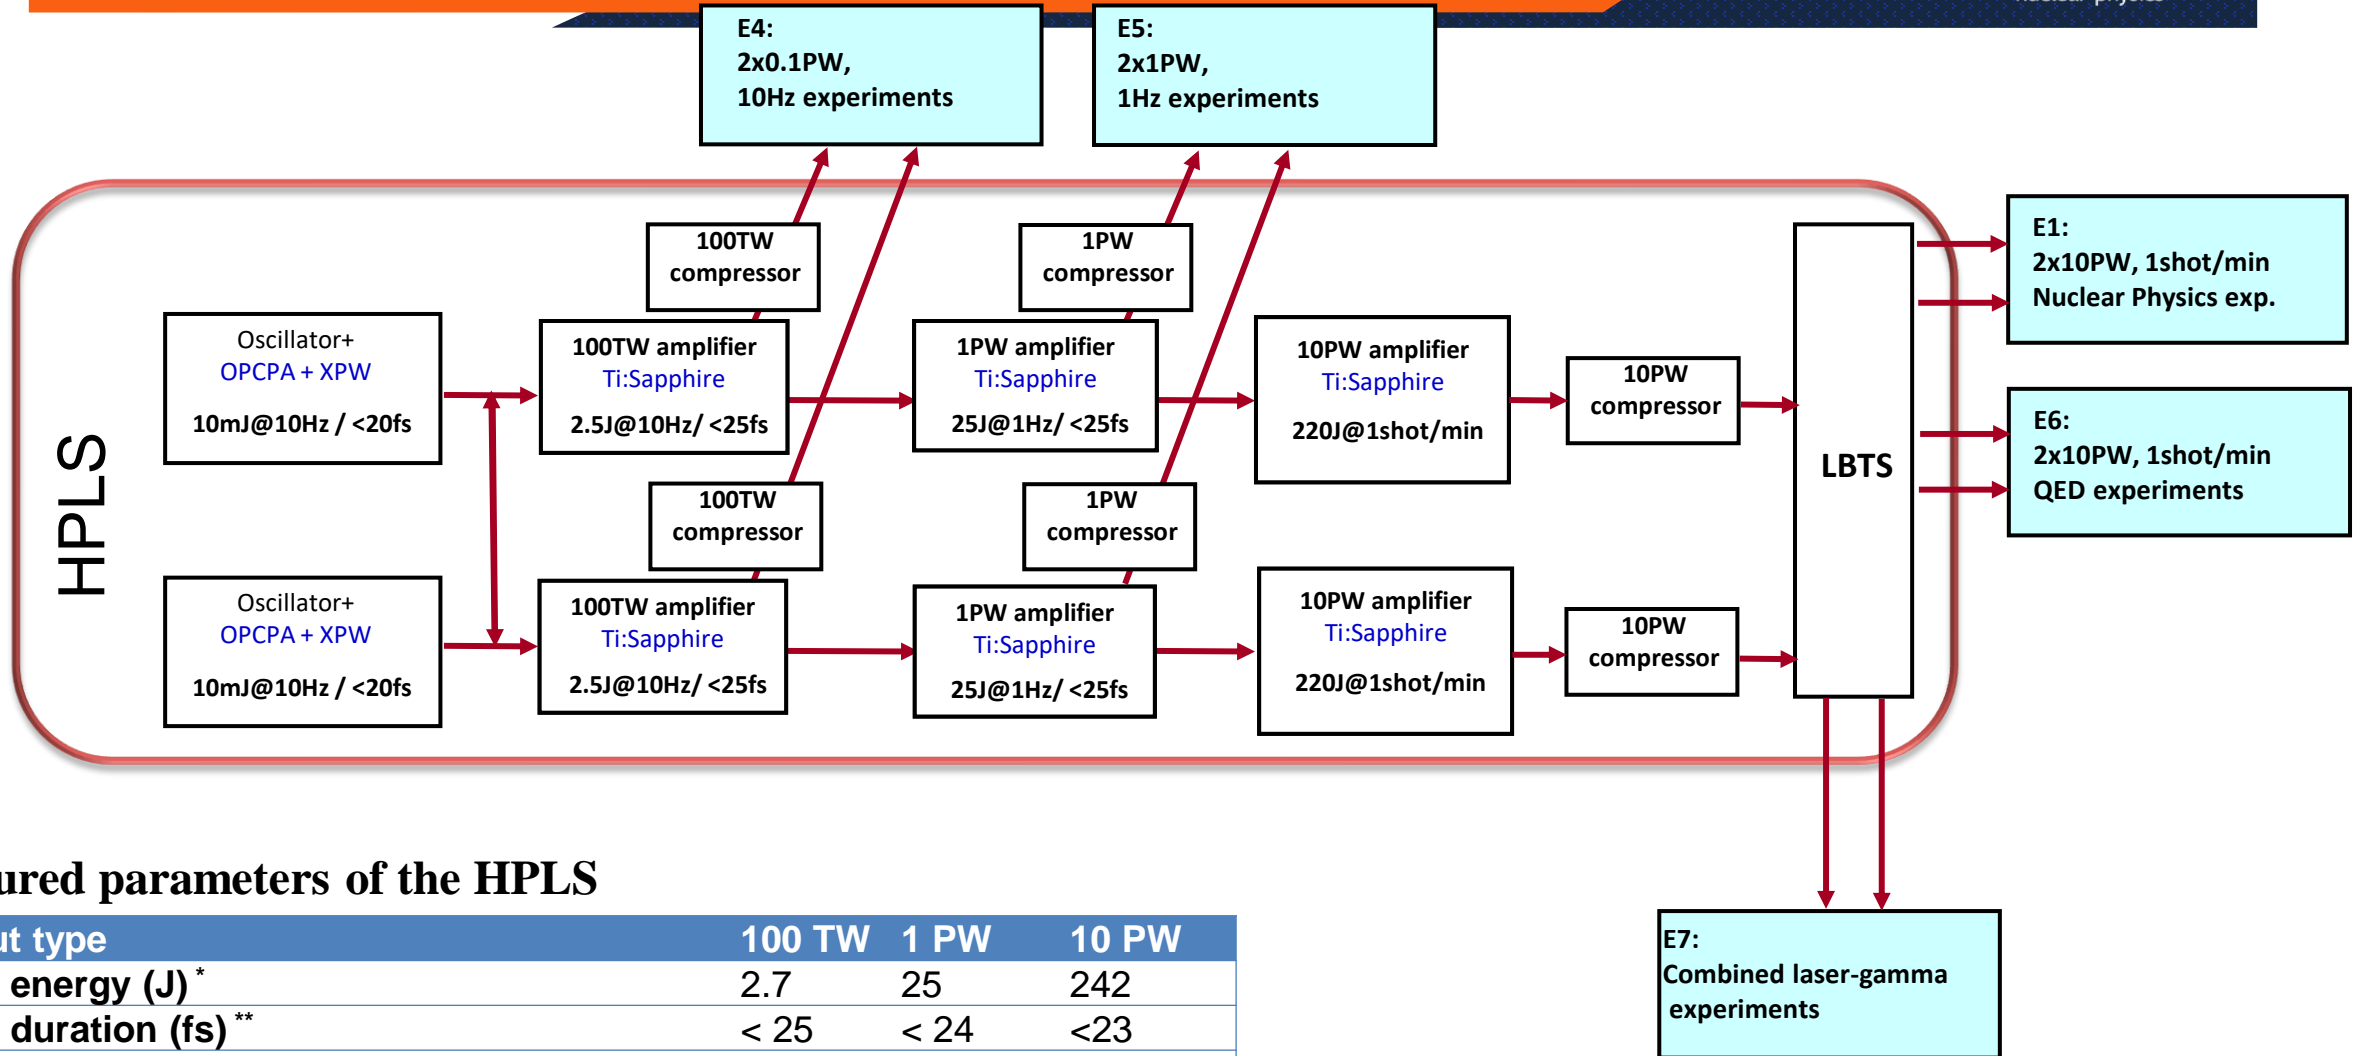 nuclear physics
E4:
2x0.1PW,
10Hz experiments
E5:
2x1PW,
1Hz experiments
HPLS
100TW
compressor
1PW
compressor
Oscillator+
OPCPA + XPW
10mJ@10Hz / <20fs
100TW amplifier
Ti:Sapphire
2.5J@10Hz/ <25fs
1PW amplifier
Ti:Sapphire
25J@1Hz/ <25fs
10PW amplifier
Ti:Sapphire
220J@1shot/min
10PW
compressor
LBTS
E1:
2x10PW, 1shot/min
Nuclear Physics exp.
E6:
2x10PW, 1shot/min
QED experiments
100TW
compressor
1PW
compressor
Oscillator+
OPCPA + XPW
10mJ@10Hz / <20fs
100TW amplifier
Ti:Sapphire
2.5J@10Hz/ <25fs
1PW amplifier
Ti:Sapphire
25J@1Hz/ <25fs
10PW amplifier
Ti:Sapphire
220J@1shot/min
10PW
compressor
E7:
Combined laser-gamma
experiments
parameters of the HPLS
type 100 TW 1 PW 10 PW
energy (J) * 2.7 25 242
duration (fs) ** < 25 < 24 <23